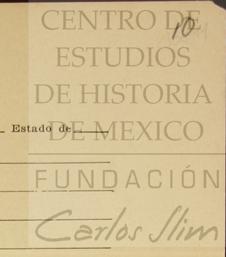 CENTRO DE
10
ESTUDIOS
DE HISTORIA
Estado de
DE MEXICO
FUNDACIÓN
Carlos Slim